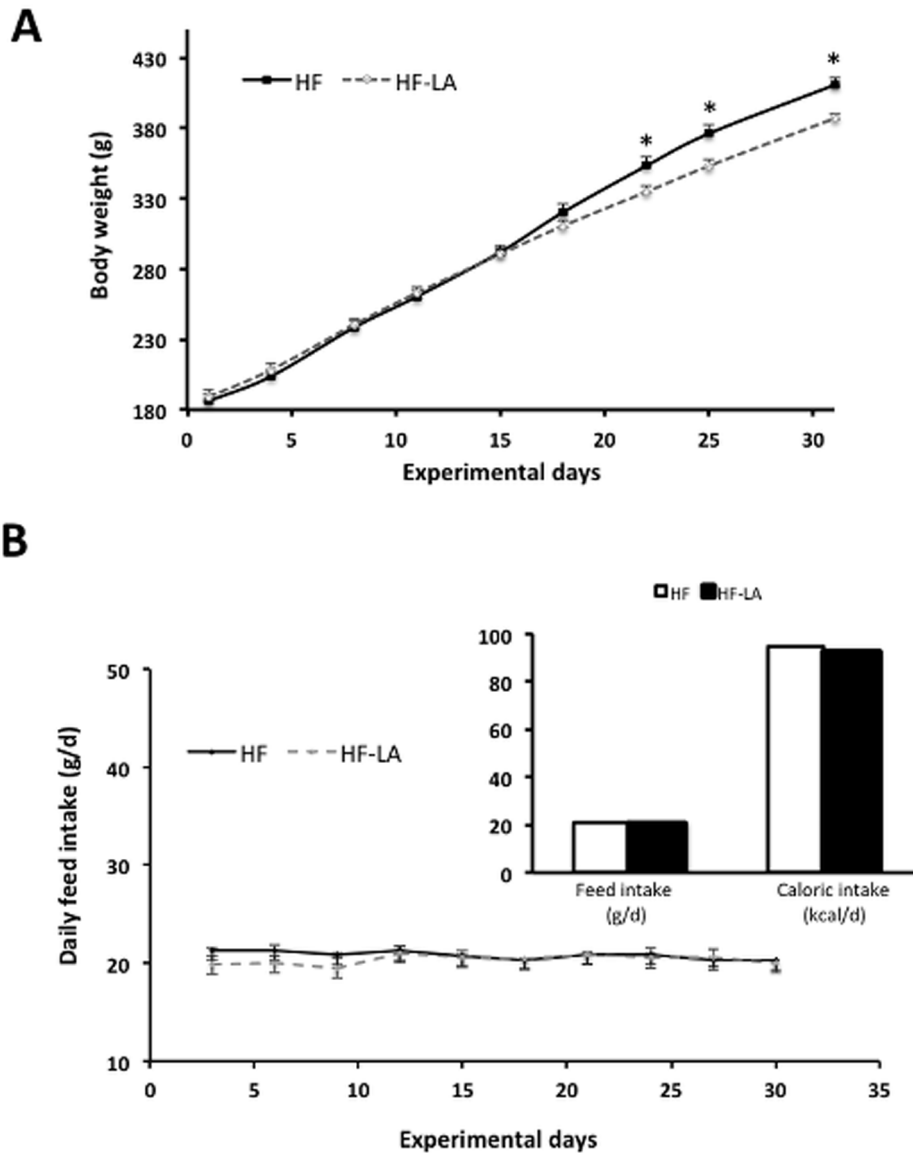 A
430
380
330
280
230
180
Body weight (g)
HF HF-LA
*
*
*
0 5 10 15 20 25 30
Experimental days
B
HF HF-LA
100
80
60
40
20
0
Feed intake (g/d)
Caloric intake (kcal/d)
50
40
30
20
10
Daily feed intake (g/d)
HF HF-LA
0 5 10 15 20 25 30 35
Experimental days